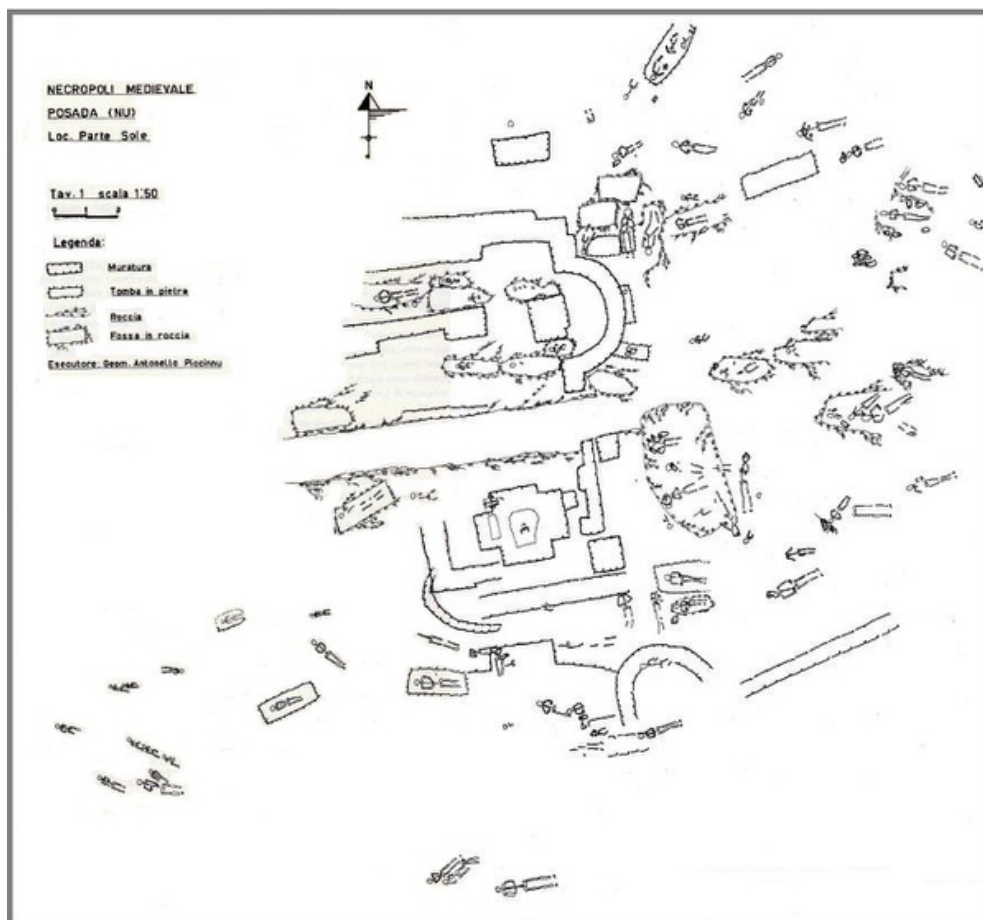 NECROPOLI MEDIEVALE
POSADA (NU)
Loc. Parte Sole
N
Tav. 1 scala 1:50
Legenda:
Muratura
Tomba in pietra
Roccia
Fossa in roccia
Esecutore: Geom. Antonello Piccinnu